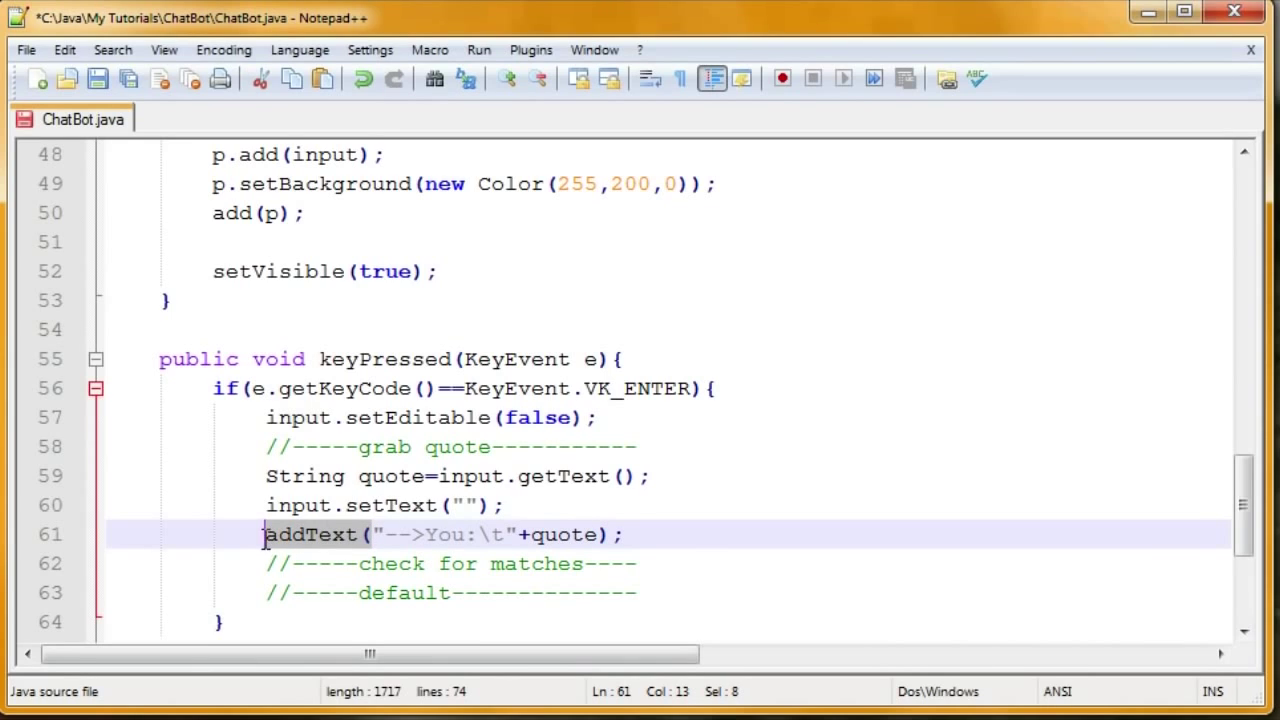 *C:\Java\My Tutorials\ChatBot\ChatBot.java - Notepad++
File Edit Search View Encoding Language Settings Macro Run Plugins Window ? X
ABC
ChatBot.java
48 p.add(input);
49 p.setBackground(new Color(255,200,0));
50 add(p);
51
52 setVisible(true);
53 }
54
55 public void keyPressed(KeyEvent e){
56 if(e.getKeyCode()==KeyEvent.VK_ENTER){
57 input.setEditable(false);
58 //-----grab quote-----------
59 String quote=input.getText();
60 input.setText("");
61 addText("-->You:\t"+quote);
62 //-----check for matches----
63 //-----default--------------
64 }
Java source file length : 1717 lines : 74 Ln : 61 Col : 13 Sel : 8 Dos\Windows ANSI INS